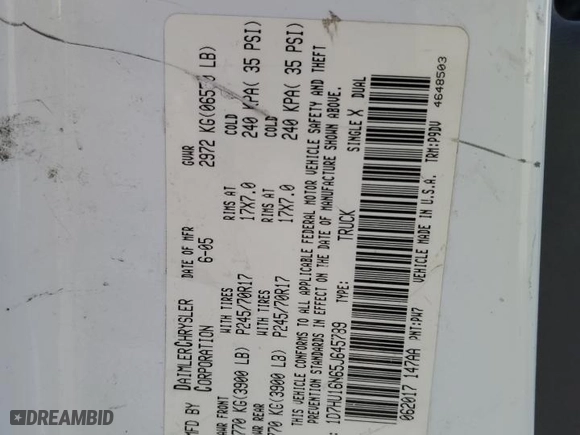 MFD BY DAIMLERCHRYSLER CORPORATION DATE OF MFR 6-05 GVWR 2972 KG( LB)
FRONT WITH TIRES RIMS AT COLD
KG(3900 LB) P245/70R17 17X7.0 240 KPA( 35 PSI)
REAR WITH TIRES RIMS AT COLD
KG(3900 LB) P245/70R17 17X7.0 240 KPA( 35 PSI)
THIS VEHICLE CONFORMS TO ALL APPLICABLE FEDERAL MOTOR VEHICLE SAFETY AND THEFT
PREVENTION STANDARDS IN EFFECT ON THE DATE OF MANUFACTURE SHOWN ABOVE.
1D7HU16N65J645739 TYPE: TRUCK SINGLE X DUAL
062017 147AA PNT:PW7 VEHICLE MADE IN U.S.A. TRM:P9DV
4648503
DREAMBID